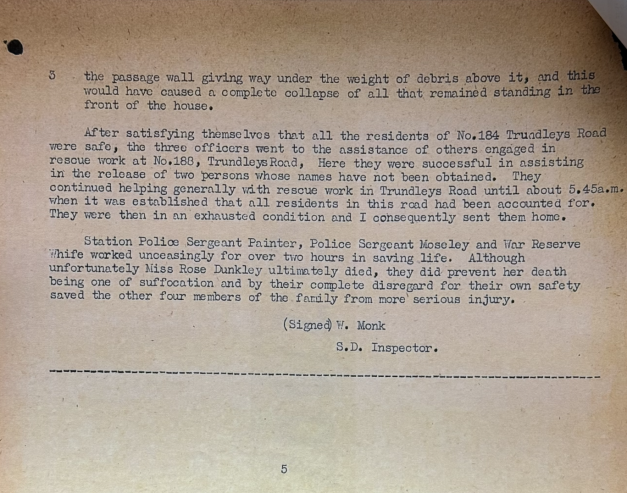 3 the passage wall giving way under the weight of debris above it, and this
would have caused a complete collapse of all that remained standing in the
front of the house.
After satisfying themselves that all the residents of No.184 Trundleys Road
were safe, the three officers went to the assistance of others engaged in
rescue work at No.188, TrundleysRoad, Here they were successful in assisting
in the release of two persons whose names have not been obtained. They
continued helping generally with rescue work in Trundleys Road until about 5.45a.m.
when it was established that all residents in this road had been accounted for.
They were then in an exhausted condition and I consequently sent them home.
Station Police Sergeant Painter, Police Sergeant Moseley and War Reserve
Whife worked unceasingly for over two hours in saving life. Although
unfortunately Miss Rose Dunkley ultimately died, they did prevent her death
being one of suffocation and by their complete disregard for their own safety
saved the other four members of the family from more serious injury.
(Signed) W. Monk
S.D. Inspector.
5